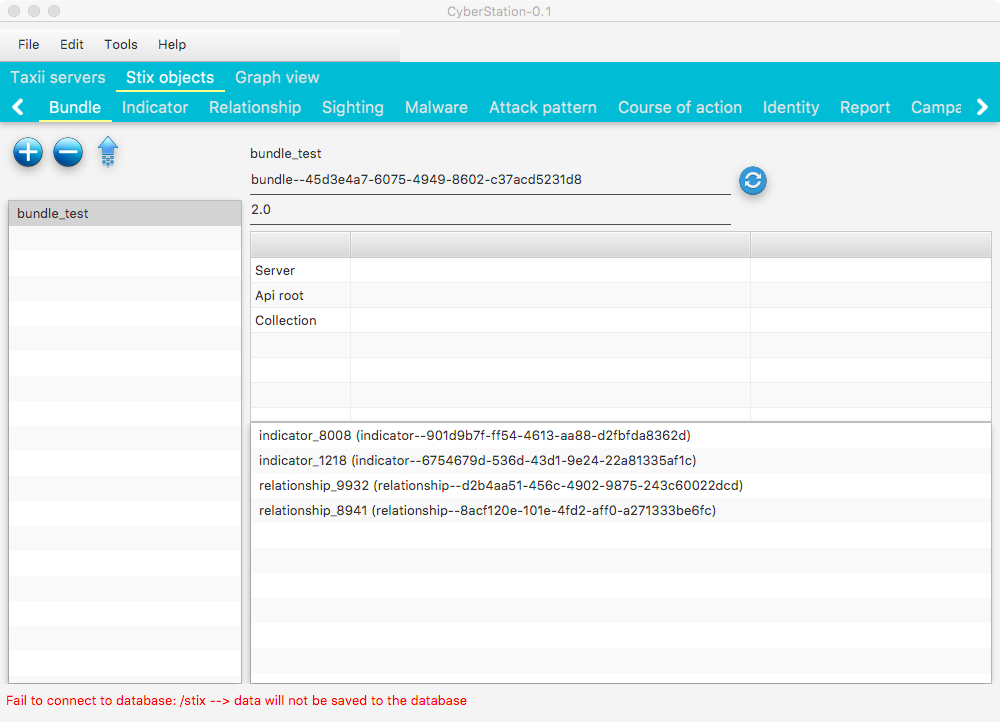 CyberStation-0.1
File Edit Tools Help
Taxii servers Stix objects Graph view
Bundle Indicator Relationship Sighting Malware Attack pattern Course of action Identity Report Campa
bundle_test
bundle--45d3e4a7-6075-4949-8602-c37acd5231d8
bundle_test
2.0
Server
Api root
Collection
indicator_8008 (indicator--901d9b7f-ff54-4613-aa88-d2fbfda8362d)
indicator_1218 (indicator--6754679d-536d-43d1-9e24-22a81335af1c)
relationship_9932 (relationship--d2b4aa51-456c-4902-9875-243c60022dcd)
relationship_8941 (relationship--8acf120e-101e-4fd2-aff0-a271333be6fc)
Fail to connect to database: /stix --> data will not be saved to the database